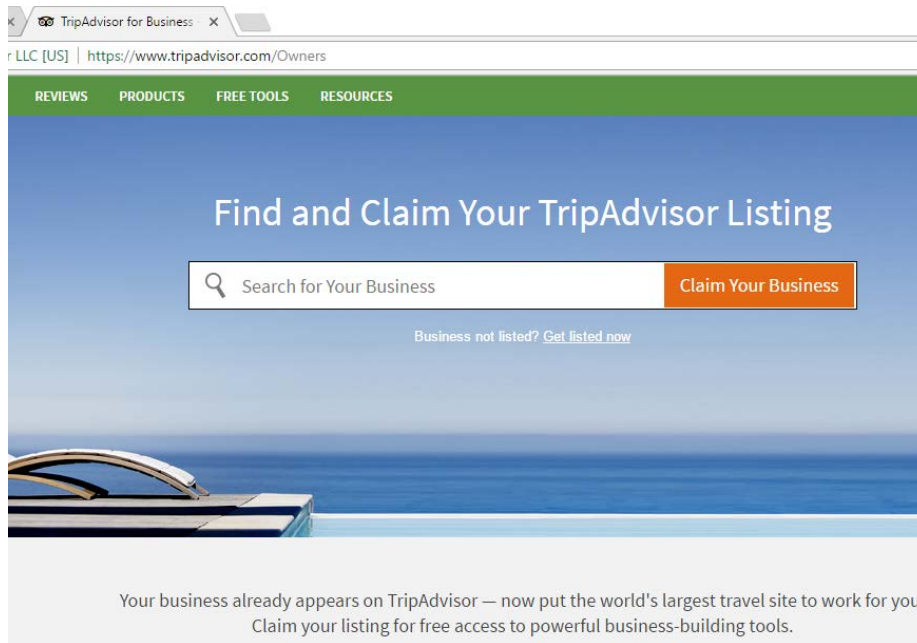 TripAdvisor for Business -
r LLC [US] | https://www.tripadvisor.com/Owners
REVIEWS PRODUCTS FREE TOOLS RESOURCES
Find and Claim Your TripAdvisor Listing
Search for Your Business Claim Your Business
Business not listed? Get listed now
Your business already appears on TripAdvisor — now put the world's largest travel site to work for you
Claim your listing for free access to powerful business-building tools.